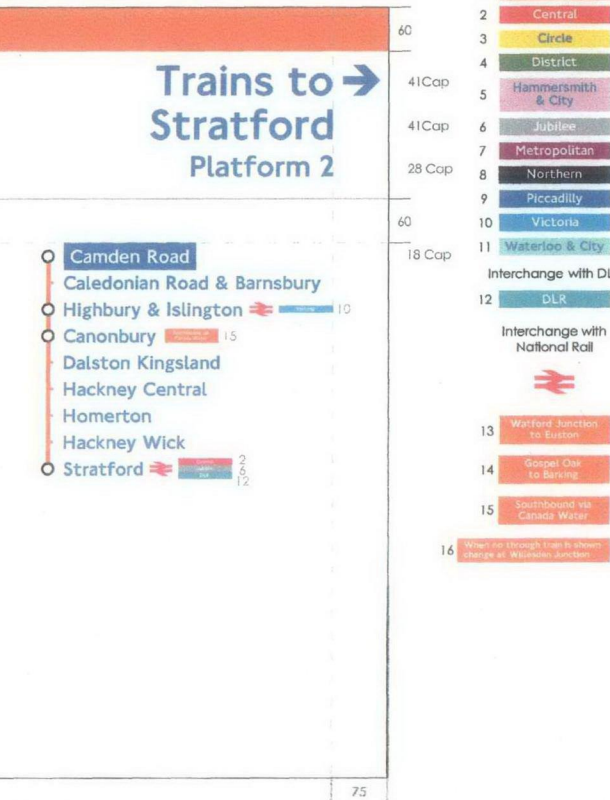 60
Trains to
Stratford
Platform 2
41Cap
41Cap
28 Cap
60
18 Cap
Camden Road
Caledonian Road & Barnsbury
Highbury & Islington
10
Canonbury
15
Dalston Kingsland
Hackney Central
Homerton
Hackney Wick
Stratford
2
6
12
DLR
75
2 Central
3 Circle
4 District
5 Hammersmith
& City
6 Jubilee
7 Metropolitan
8 Northern
9 Piccadilly
10 Victoria
11 Waterloo & City
Interchange with DL
12 DLR
Interchange with
National Rail
13 Watford Junction
to Euston
14 Gospel Oak
to Barking
15 Southbound via
Canada Water
16 When no through train is shown
change at Willesden Junction